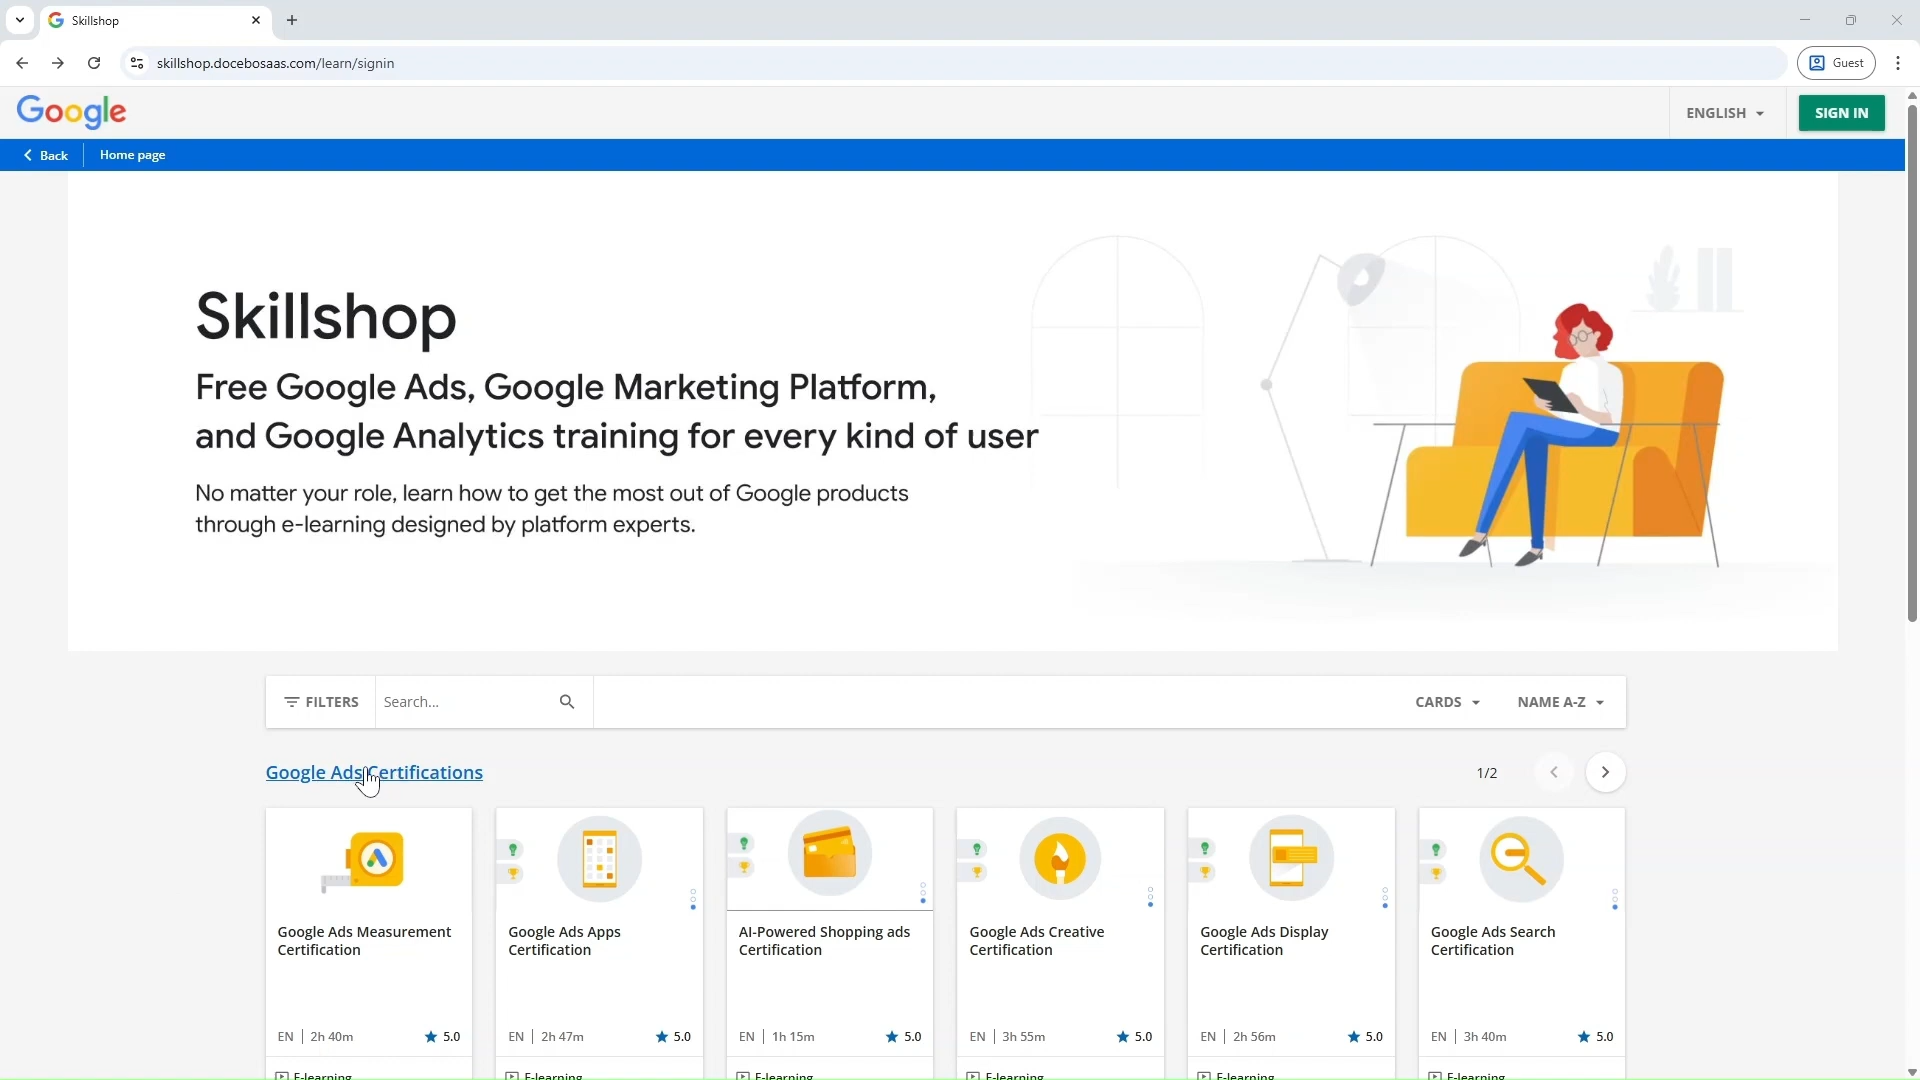 Skillshop
skillshop.docebosaas.com/learn/signin
Guest
Google
ENGLISH
SIGN IN
Back
Home page
Skillshop
Free Google Ads, Google Marketing Platform,
and Google Analytics training for every kind of user
No matter your role, learn how to get the most out of Google products
through e-learning designed by platform experts.
FILTERS
Search...
CARDS
NAME A-Z
Google Ads Certifications
1/2
Google Ads Measurement
Certification
EN
2h 40m
5.0
E-learning
Google Ads Apps
Certification
EN
2h 47m
5.0
E-learning
AI-Powered Shopping ads
Certification
EN
1h 15m
5.0
E-learning
Google Ads Creative
Certification
EN
3h 55m
5.0
E-learning
Google Ads Display
Certification
EN
2h 56m
5.0
E-learning
Google Ads Search
Certification
EN
3h 40m
5.0
E-learning